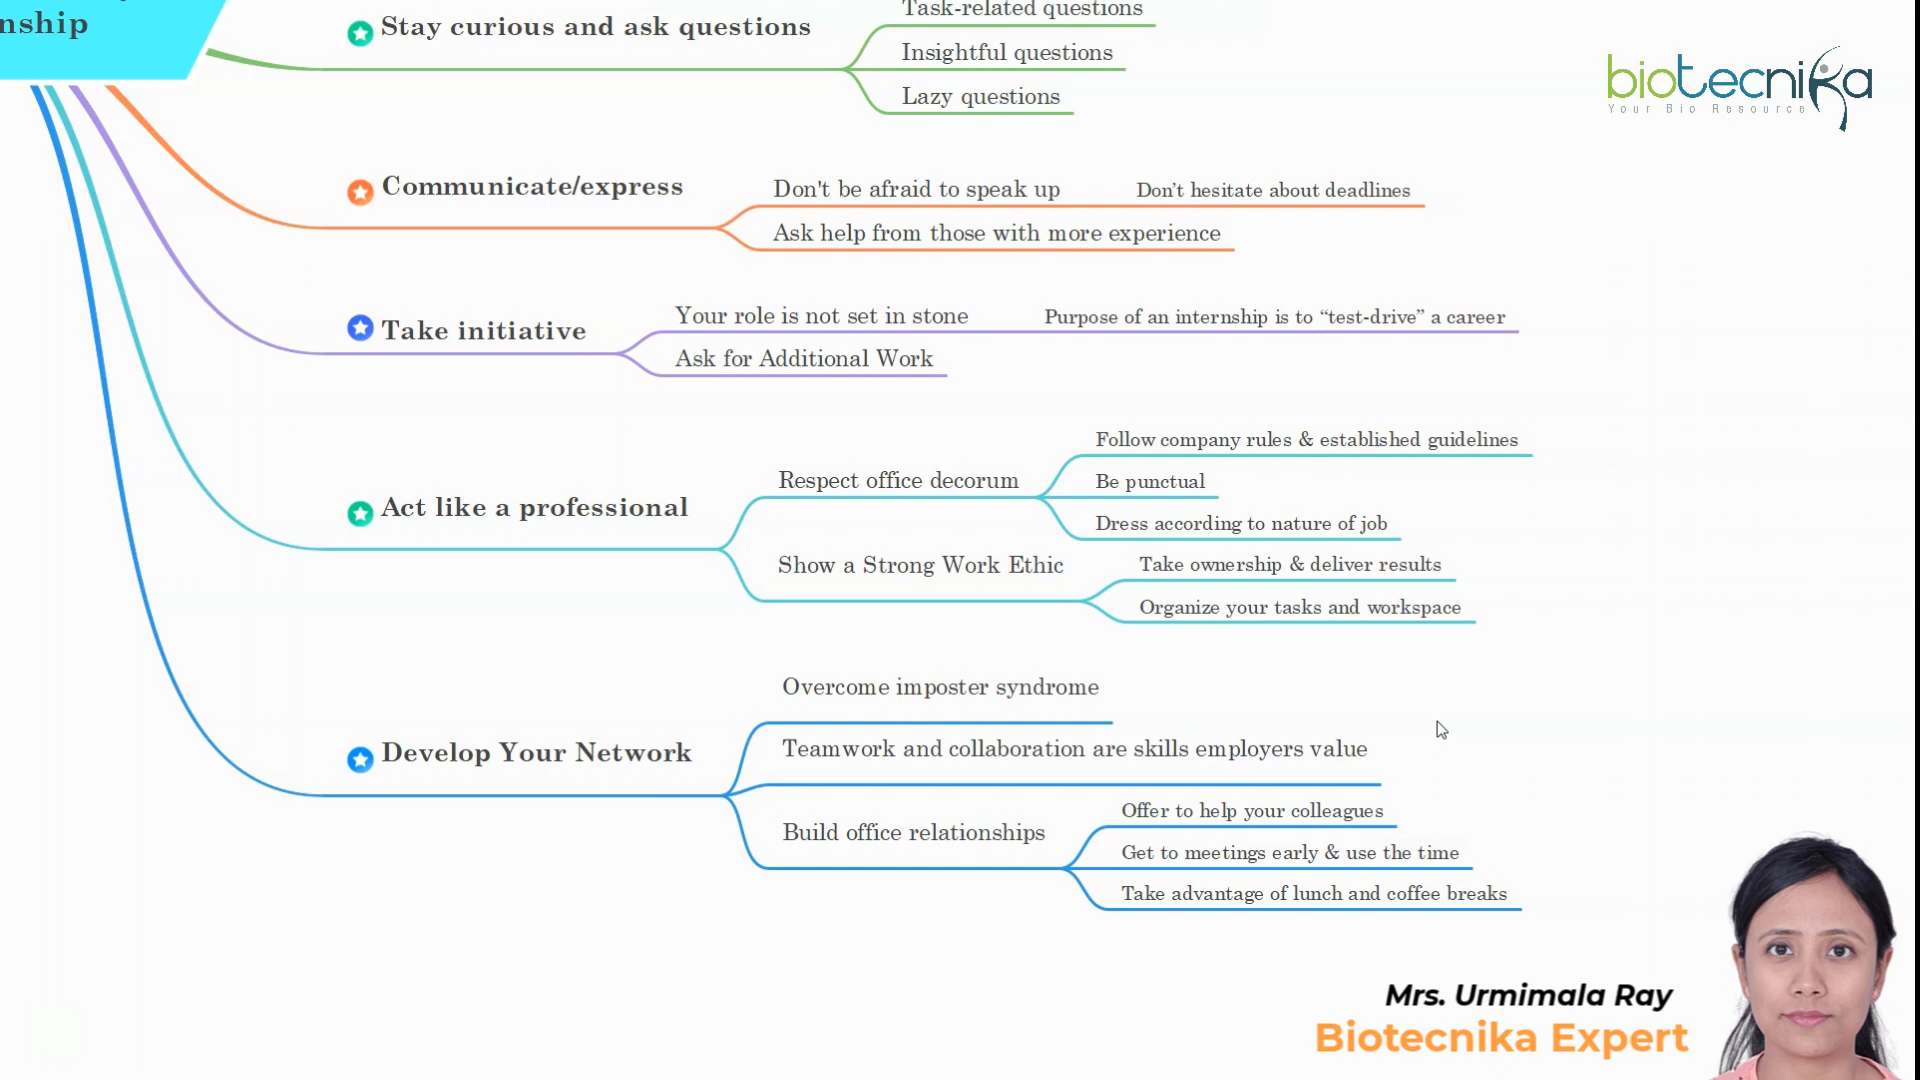 nship
Stay curious and ask questions
Task-related questions
Insightful questions
Lazy questions
biotecnika
Your Bio Resource
Communicate/express
Don't be afraid to speak up
Don’t hesitate about deadlines
Ask help from those with more experience
Take initiative
Your role is not set in stone
Purpose of an internship is to “test-drive” a career
Ask for Additional Work
Act like a professional
Respect office decorum
Follow company rules & established guidelines
Be punctual
Dress according to nature of job
Show a Strong Work Ethic
Take ownership & deliver results
Organize your tasks and workspace
Develop Your Network
Overcome imposter syndrome
Teamwork and collaboration are skills employers value
Build office relationships
Offer to help your colleagues
Get to meetings early & use the time
Take advantage of lunch and coffee breaks
Mrs. Urmimala Ray
Biotecnika Expert